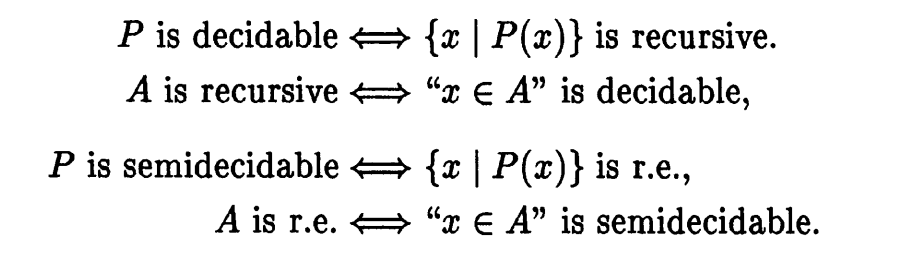 P is decidable ⟺ {x | P(x)} is recursive.
A is recursive ⟺ “x ∈ A” is decidable,
P is semidecidable ⟺ {x | P(x)} is r.e.,
A is r.e. ⟺ “x ∈ A” is semidecidable.